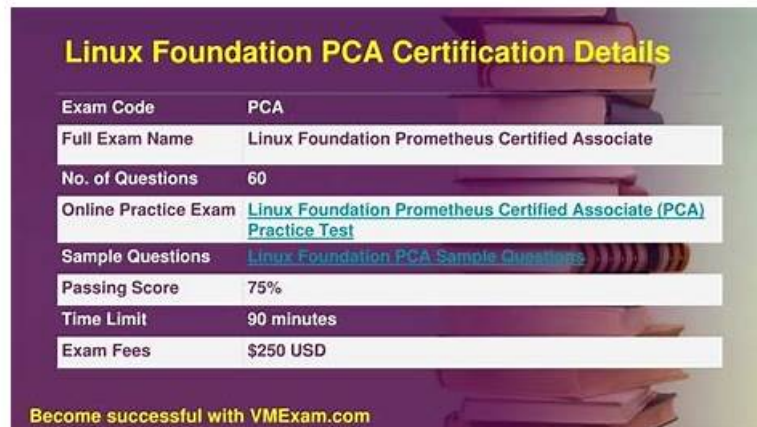 Linux Foundation PCA Certification Details
Exam Code PCA
Full Exam Name Linux Foundation Prometheus Certified Associate
No. of Questions 60
Online Practice Exam Linux Foundation Prometheus Certified Associate (PCA)
Practice Test
Sample Questions Linux Foundation PCA Sample Questions
Passing Score 75%
Time Limit 90 minutes
Exam Fees $250 USD
Become successful with VMExam.com